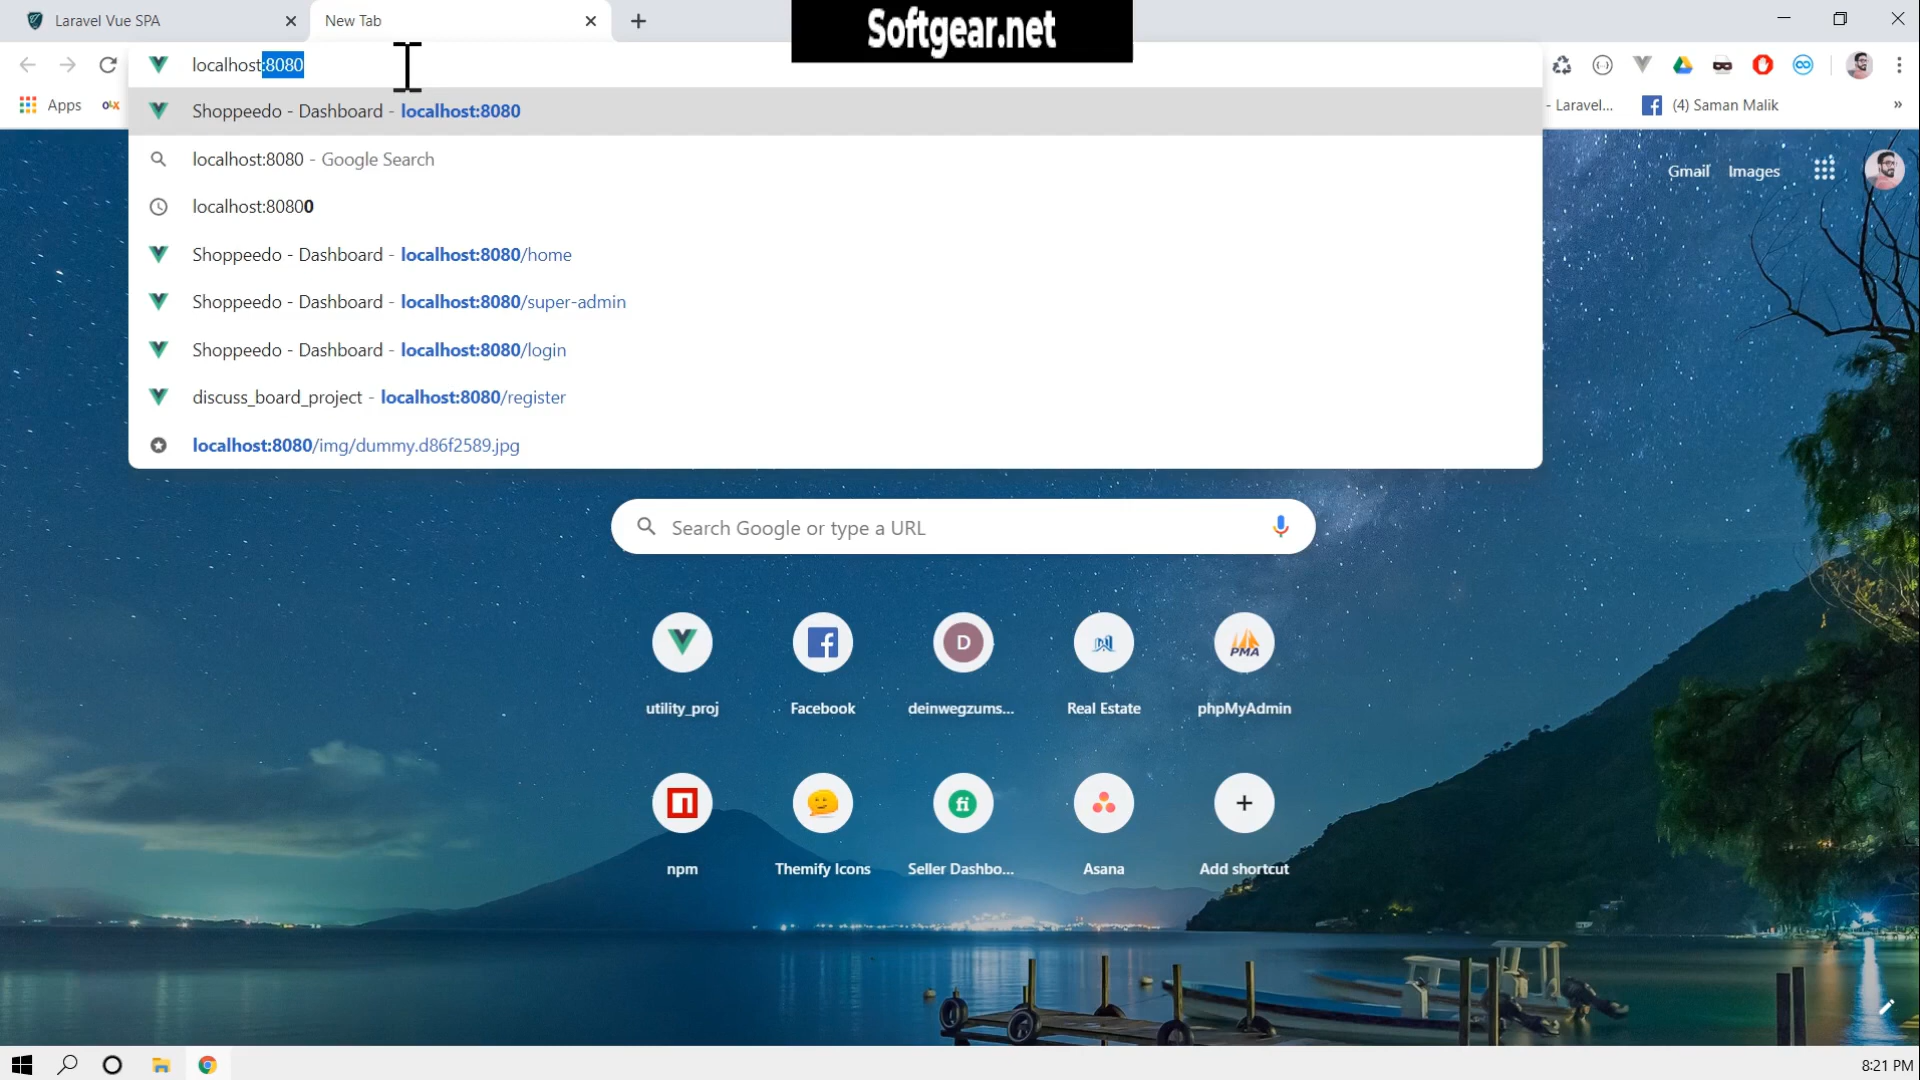 Laravel Vue SPA
New Tab
Softgear.net
localhost:8080
Apps
olx
- Laravel...
(4) Saman Malik
»
Shoppeedo - Dashboard - localhost:8080
localhost:8080 - Google Search
localhost:80800
Shoppeedo - Dashboard - localhost:8080/home
Shoppeedo - Dashboard - localhost:8080/super-admin
Shoppeedo - Dashboard - localhost:8080/login
discuss_board_project - localhost:8080/register
localhost:8080/img/dummy.d86f2589.jpg
Gmail Images
Search Google or type a URL
D
PMA
utility_proj
Facebook
deinwegzums...
Real Estate
phpMyAdmin
fi
npm
Themify Icons
Seller Dashbo...
Asana
Add shortcut
8:21 PM